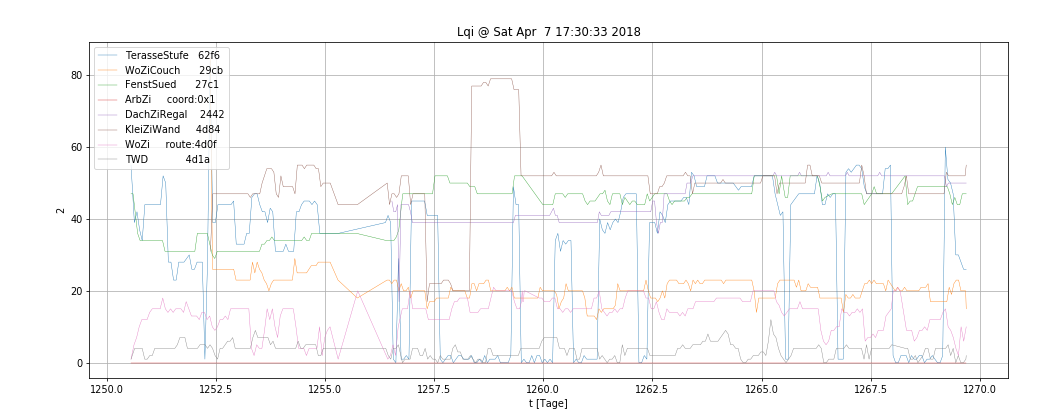 Lqi @ Sat Apr  7 17:30:33 2018
80
60
40
20
0
2
TerasseStufe 62f6
WoZiCouch 29cb
FenstSued 27c1
ArbZi coord:0x1
DachZiRegal 2442
KleiZiWand 4d84
WoZi route:4d0f
TWD 4d1a
1250.0 1252.5 1255.0 1257.5 1260.0 1262.5 1265.0 1267.5 1270.0
t [Tage]